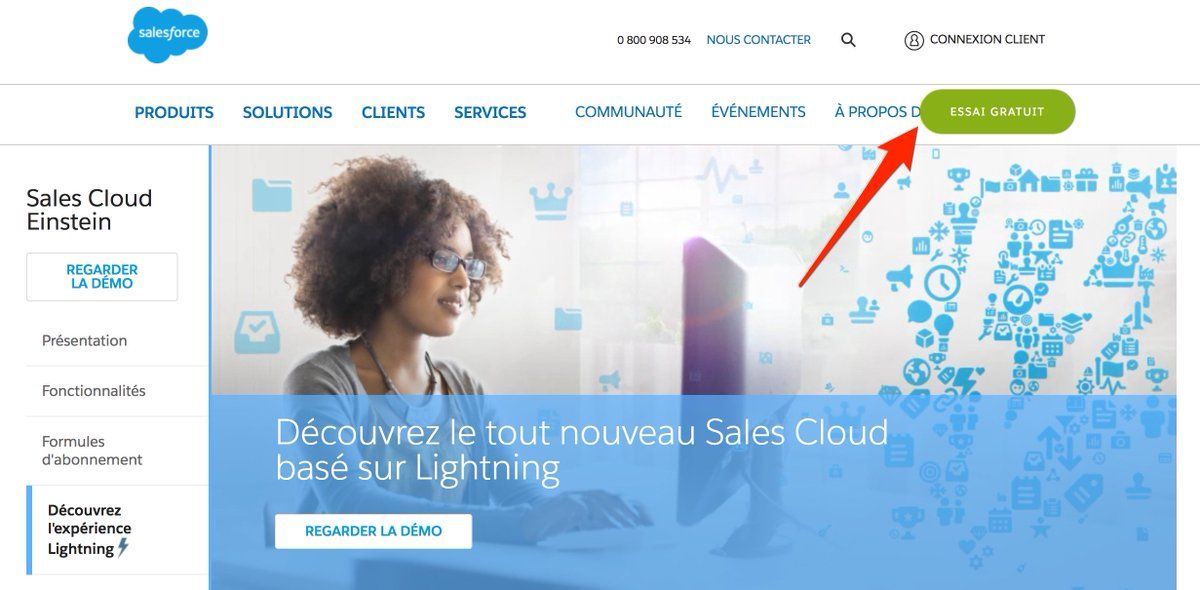 salesforce
0 800 908 534 NOUS CONTACTER CONNEXION CLIENT
PRODUITS SOLUTIONS CLIENTS SERVICES COMMUNAUTÉ ÉVÉNEMENTS À PROPOS D ESSAI GRATUIT
Sales Cloud
Einstein
REGARDER
LA DÉMO
Présentation
Fonctionnalités
Formules
d'abonnement
Découvrez
l'expérience
Lightning
Découvrez le tout nouveau Sales Cloud
basé sur Lightning
REGARDER LA DÉMO